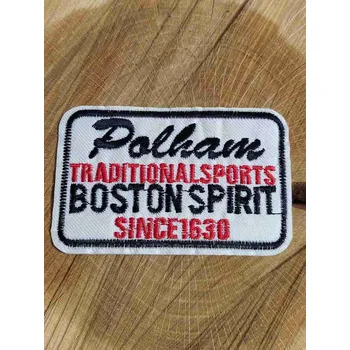 Polham
TRADITIONALSPORTS
BOSTON SPIRIT
SINCE1630